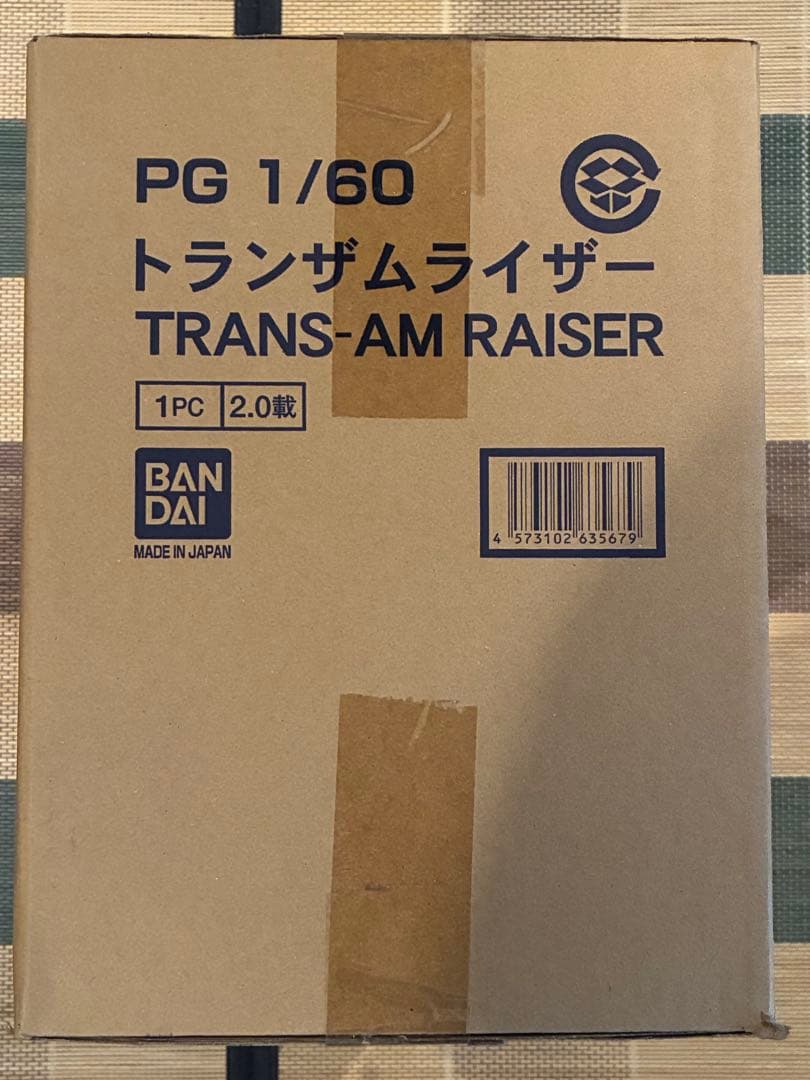 PG 1/60
トランザムライザー
TRANS-AM RAISER
1PC 2.0載
BAN
DAI
MADE IN JAPAN
4 573102 635679